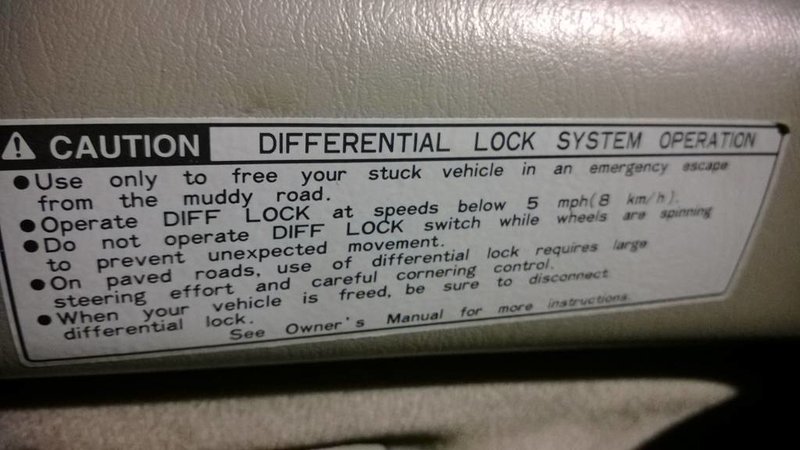 CAUTION DIFFERENTIAL LOCK SYSTEM OPERATION
●Use only to free your stuck vehicle in an emergency escape
from the muddy road.
●Operate DIFF LOCK at speeds below 5 mph(8 km/h).
●Do not operate DIFF LOCK switch while wheels are spinning
to prevent unexpected movement.
●On paved roads, use of differential lock requires large
steering effort and careful cornering control.
●When your vehicle is freed, be sure to disconnect
differential lock.
See Owner's Manual for more instructions.